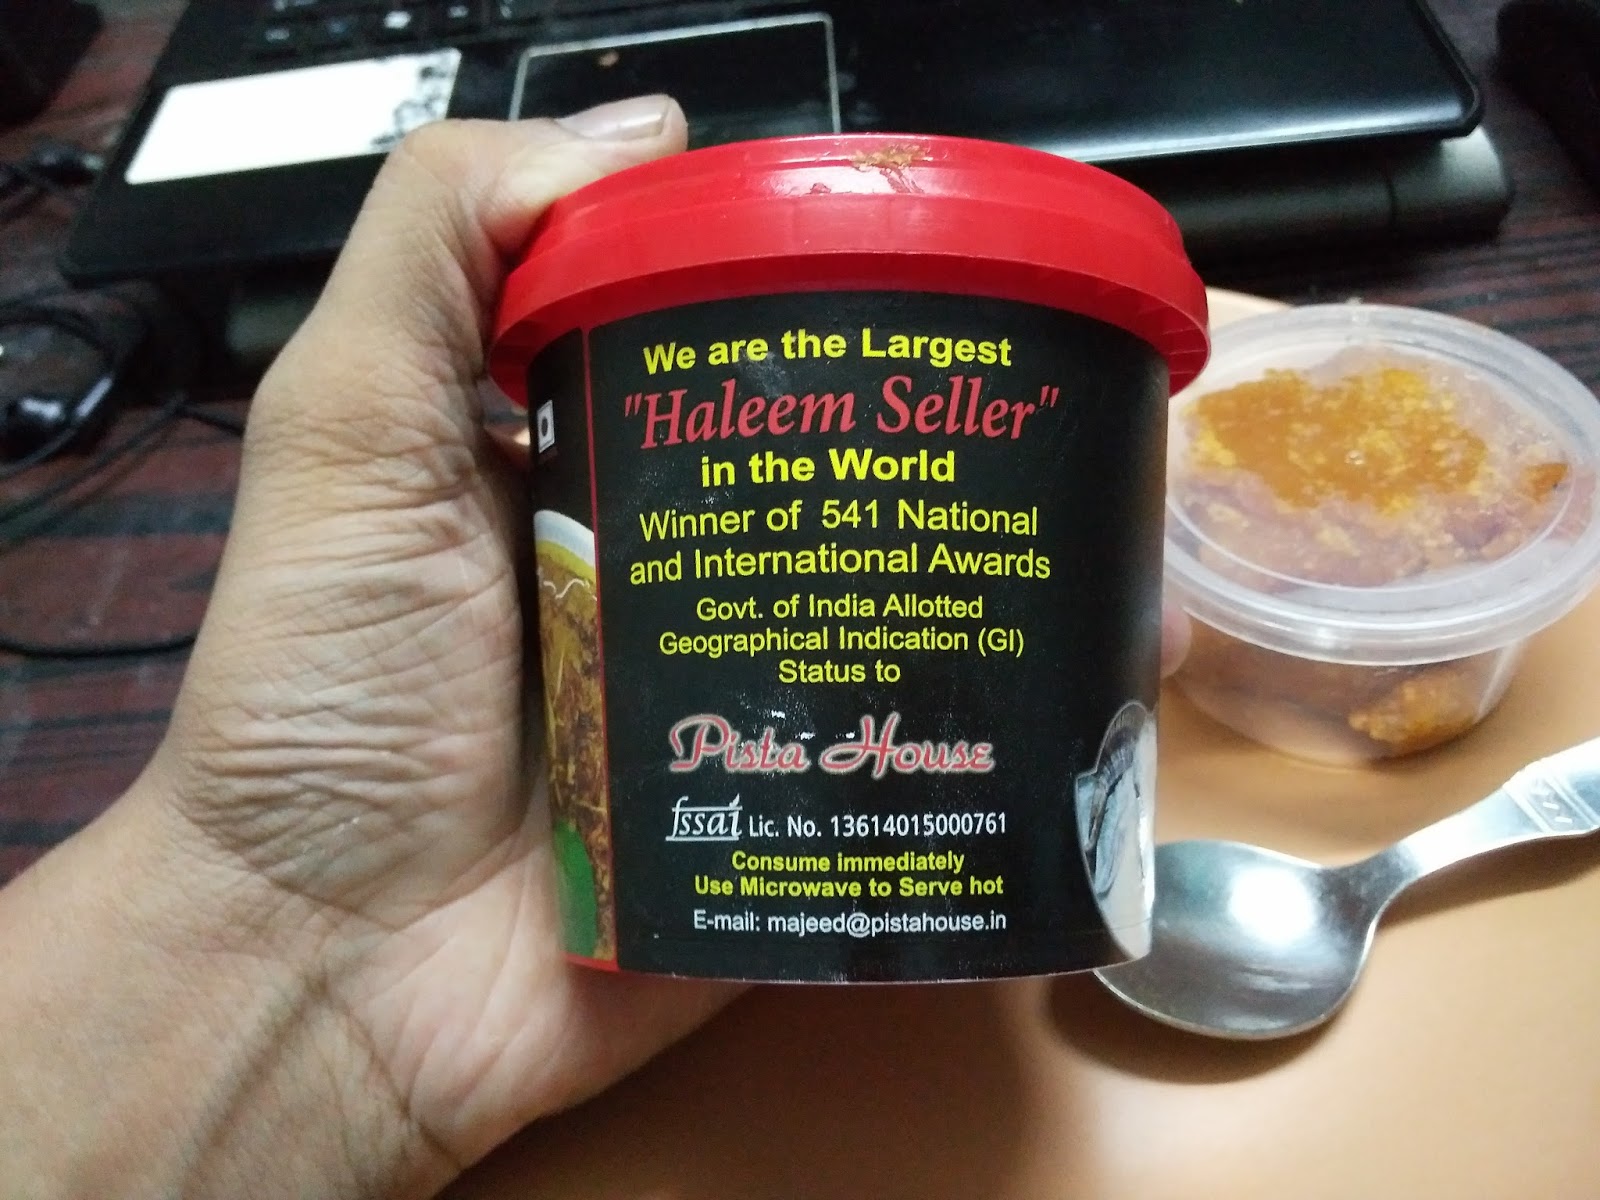 We are the Largest
"Haleem Seller"
in the World
Winner of 541 National
and International Awards
Govt. of India Allotted
Geographical Indication (GI)
Status to
Pista House
fssai Lic. No. 13614015000761
Consume immediately
Use Microwave to Serve hot
E-mail: majeed@pistahouse.in